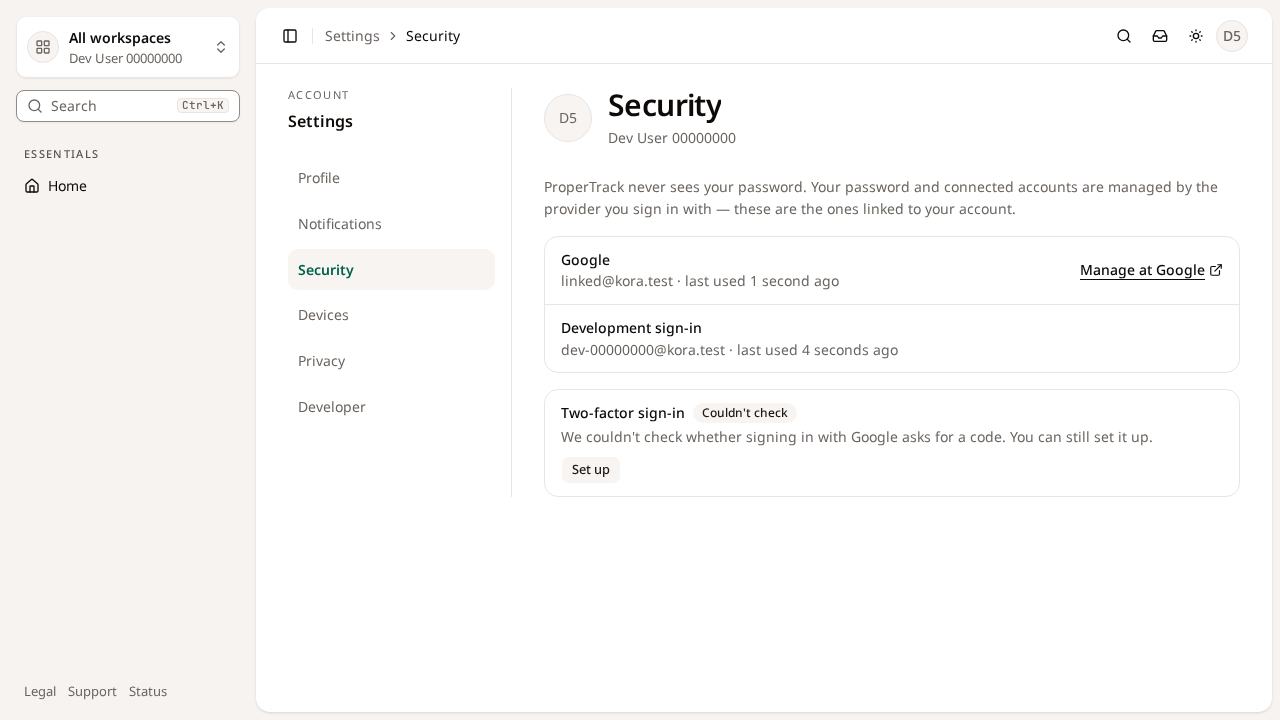 All workspaces
Dev User 00000000
Search
Ctrl+K
ESSENTIALS
Home
Legal Support Status
Settings > Security
D5
ACCOUNT
Settings
Profile
Notifications
Security
Devices
Privacy
Developer
D5
Security
Dev User 00000000
ProperTrack never sees your password. Your password and connected accounts are managed by the
provider you sign in with — these are the ones linked to your account.
Google
linked@kora.test · last used 1 second ago
Manage at Google
Development sign-in
dev-00000000@kora.test · last used 4 seconds ago
Two-factor sign-in Couldn't check
We couldn't check whether signing in with Google asks for a code. You can still set it up.
Set up